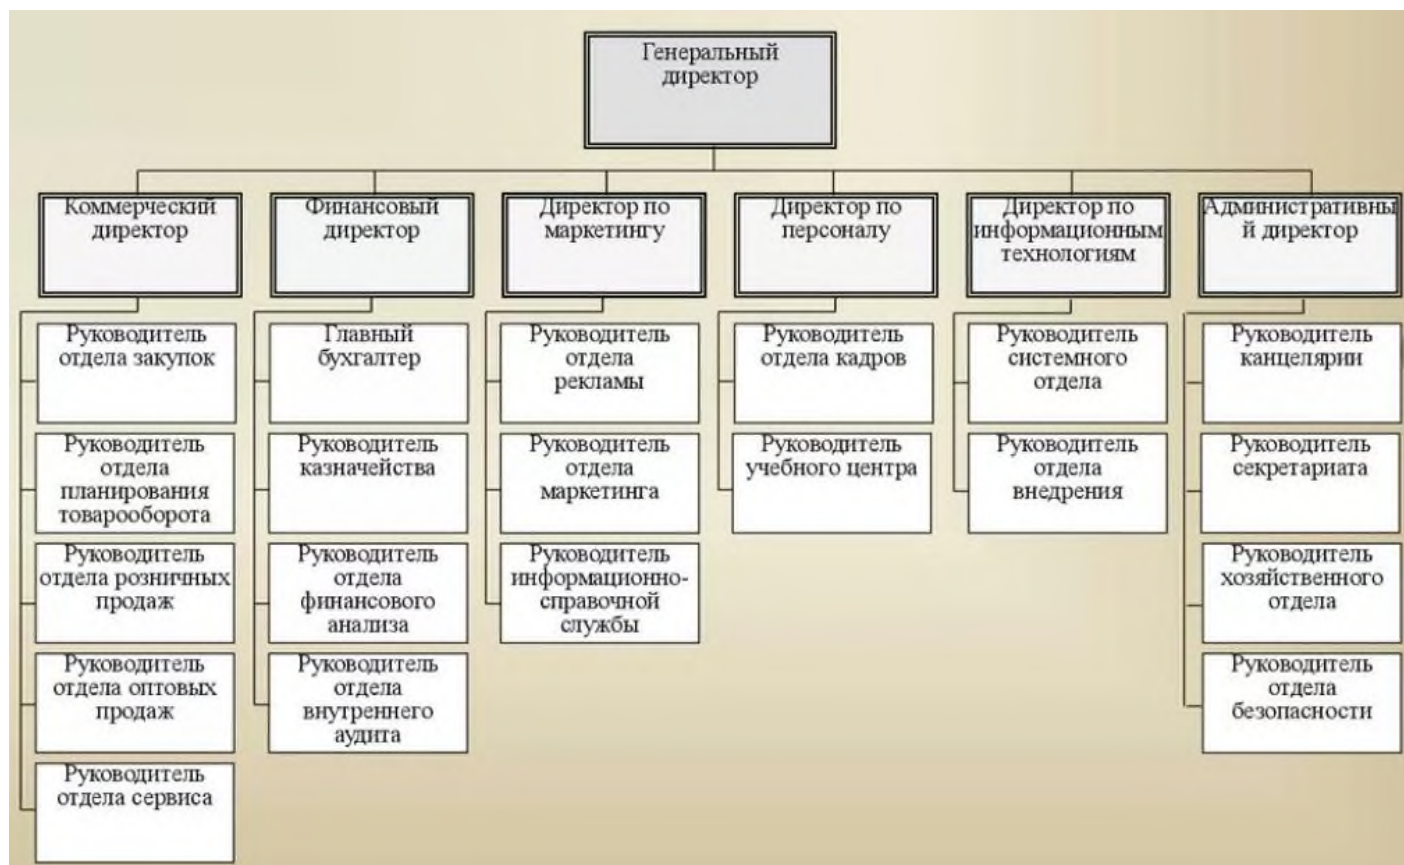 Генеральный
директор
Коммерческий
директор
Финансовый
директор
Директор по
маркетингу
Директор по
персоналу
Директор по
информационным
технологиям
Административны
й директор
Руководитель
отдела закупок
Руководитель
отдела
планирования
товарооборота
Руководитель
отдела розничных
продаж
Руководитель
отдела оптовых
продаж
Руководитель
отдела сервиса
Главный
бухгалтер
Руководитель
казначейства
Руководитель
отдела
финансового
анализа
Руководитель
отдела
внутреннего
аудита
Руководитель
отдела
рекламы
Руководитель
отдела
маркетинга
Руководитель
информационно-
справочной
службы
Руководитель
отдела кадров
Руководитель
учебного центра
Руководитель
системного
отдела
Руководитель
отдела
внедрения
Руководитель
канцелярии
Руководитель
секретариата
Руководитель
хозяйственного
отдела
Руководитель
отдела
безопасности